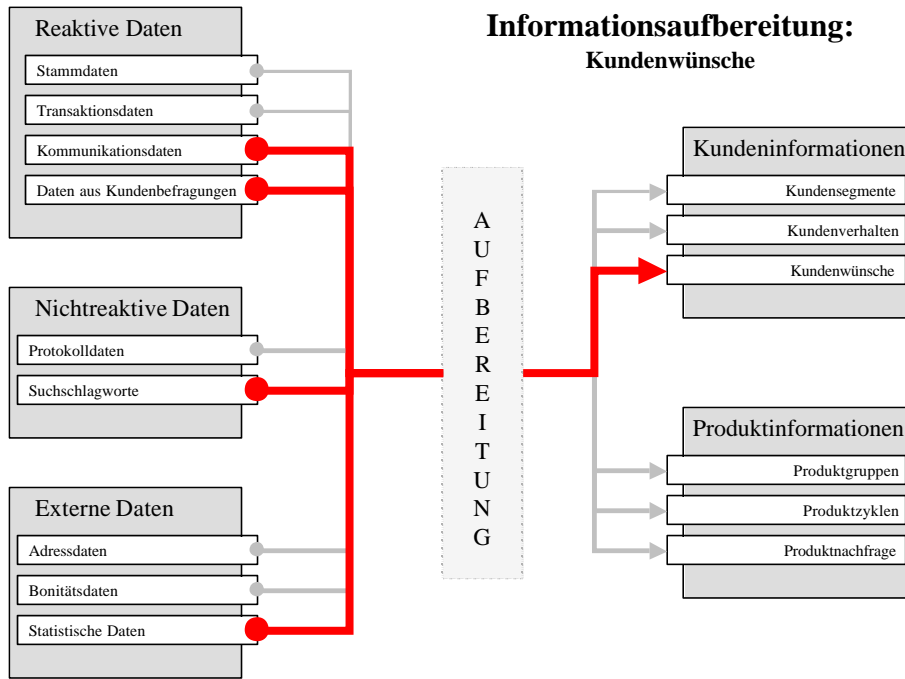 Informationsaufbereitung:
Kundenwünsche
Reaktive Daten
Stammdaten
Transaktionsdaten
Kommunikationsdaten
Daten aus Kundenbefragungen
Nichtreaktive Daten
Protokolldaten
Suchschlagworte
Externe Daten
Adressdaten
Bonitätsdaten
Statistische Daten
A
U
F
B
E
R
E
I
T
U
N
G
Kundeninformationen
Kundensegmente
Kundenverhalten
Kundenwünsche
Produktinformationen
Produktgruppen
Produktzyklen
Produktnachfrage